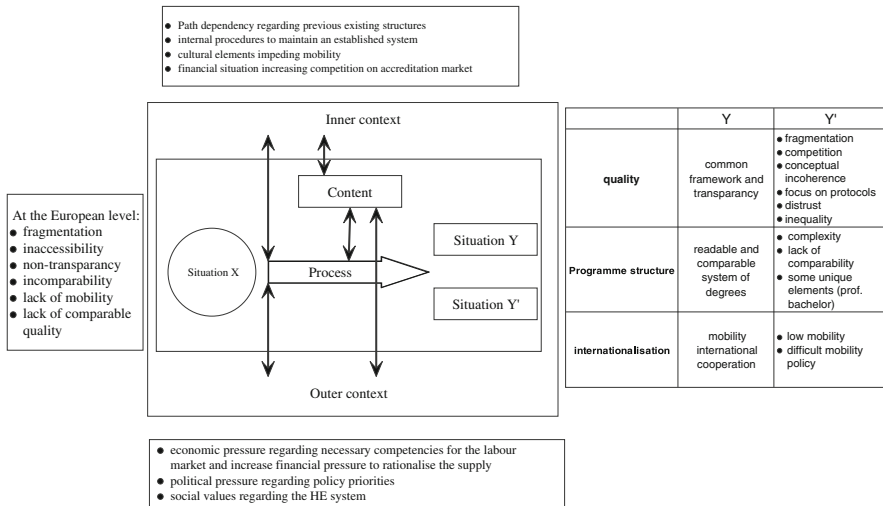 ● Path dependency regarding previous existing structures
● internal procedures to maintain an established system
● cultural elements impeding mobility
● financial situation increasing competition on accreditation market
Inner context
Content
Situation X
Process
Situation Y
Situation Y'
Outer context
At the European level:
● fragmentation
● inaccessibility
● non-transparency
● incomparability
● lack of mobility
● lack of comparable
quality
Y
Y'
quality
common
framework and
transparancy
● fragmentation
● competition
● conceptual
incoherence
● focus on protocols
● distrust
● inequality
Programme structure
readable and
comparable
system of
degrees
● complexity
● lack of
comparability
● some unique
elements (prof.
bachelor)
internationalisation
mobility
international
cooperation
● low mobility
● difficult mobility
policy
● economic pressure regarding necessary competencies for the labour
market and increase financial pressure to rationalise the supply
● political pressure regarding policy priorities
● social values regarding the HE system